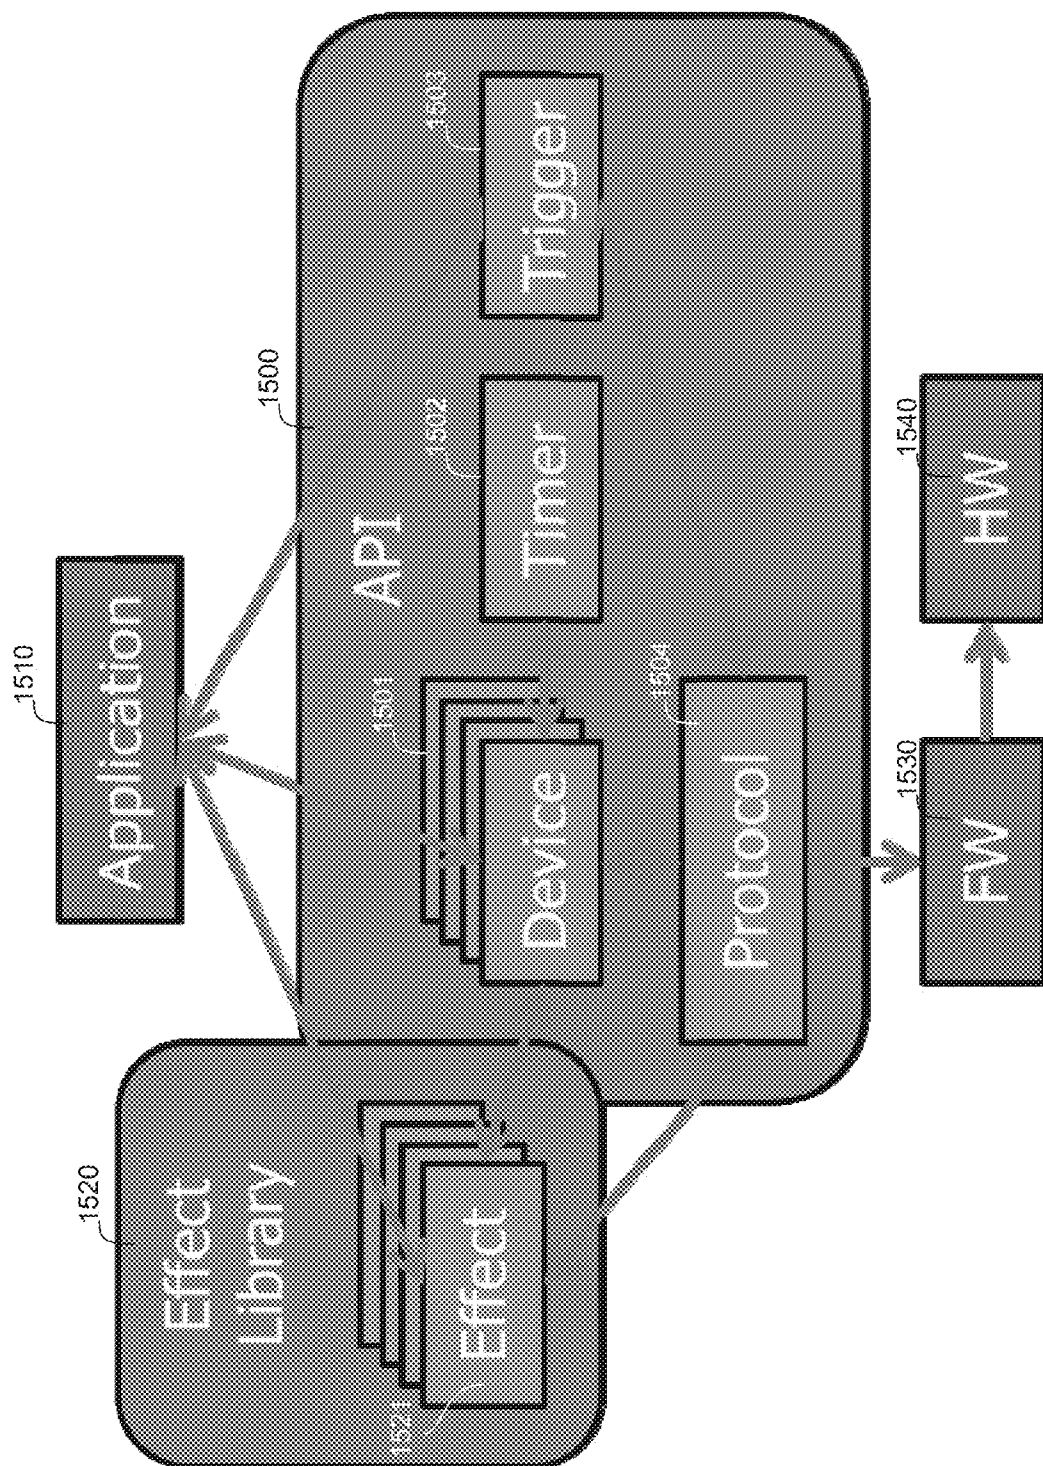 1510
Application
1520
Effect
Library
1521
Effect
1500
API
1501
Device
1502
Timer
1503
Trigger
1504
Protocol
1530
FW
1540
HW